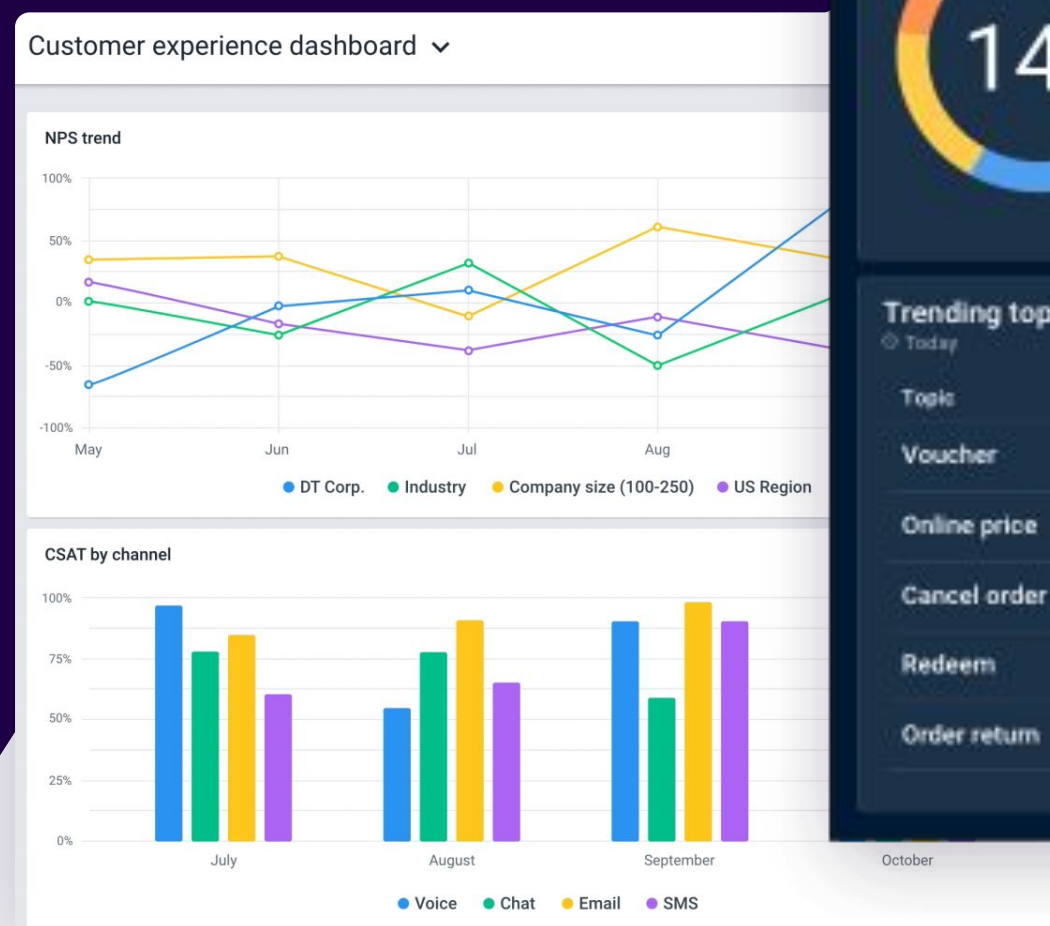 Customer experience dashboard
NPS trend
100%
50%
0%
-50%
-100%
May Jun Jul Aug
DT Corp. Industry Company size (100-250) US Region
CSAT by channel
100%
75%
50%
25%
0%
July August September October
Voice Chat Email SMS
14
Trending top
Today
Topic
Voucher
Online price
Cancel order
Redeem
Order return